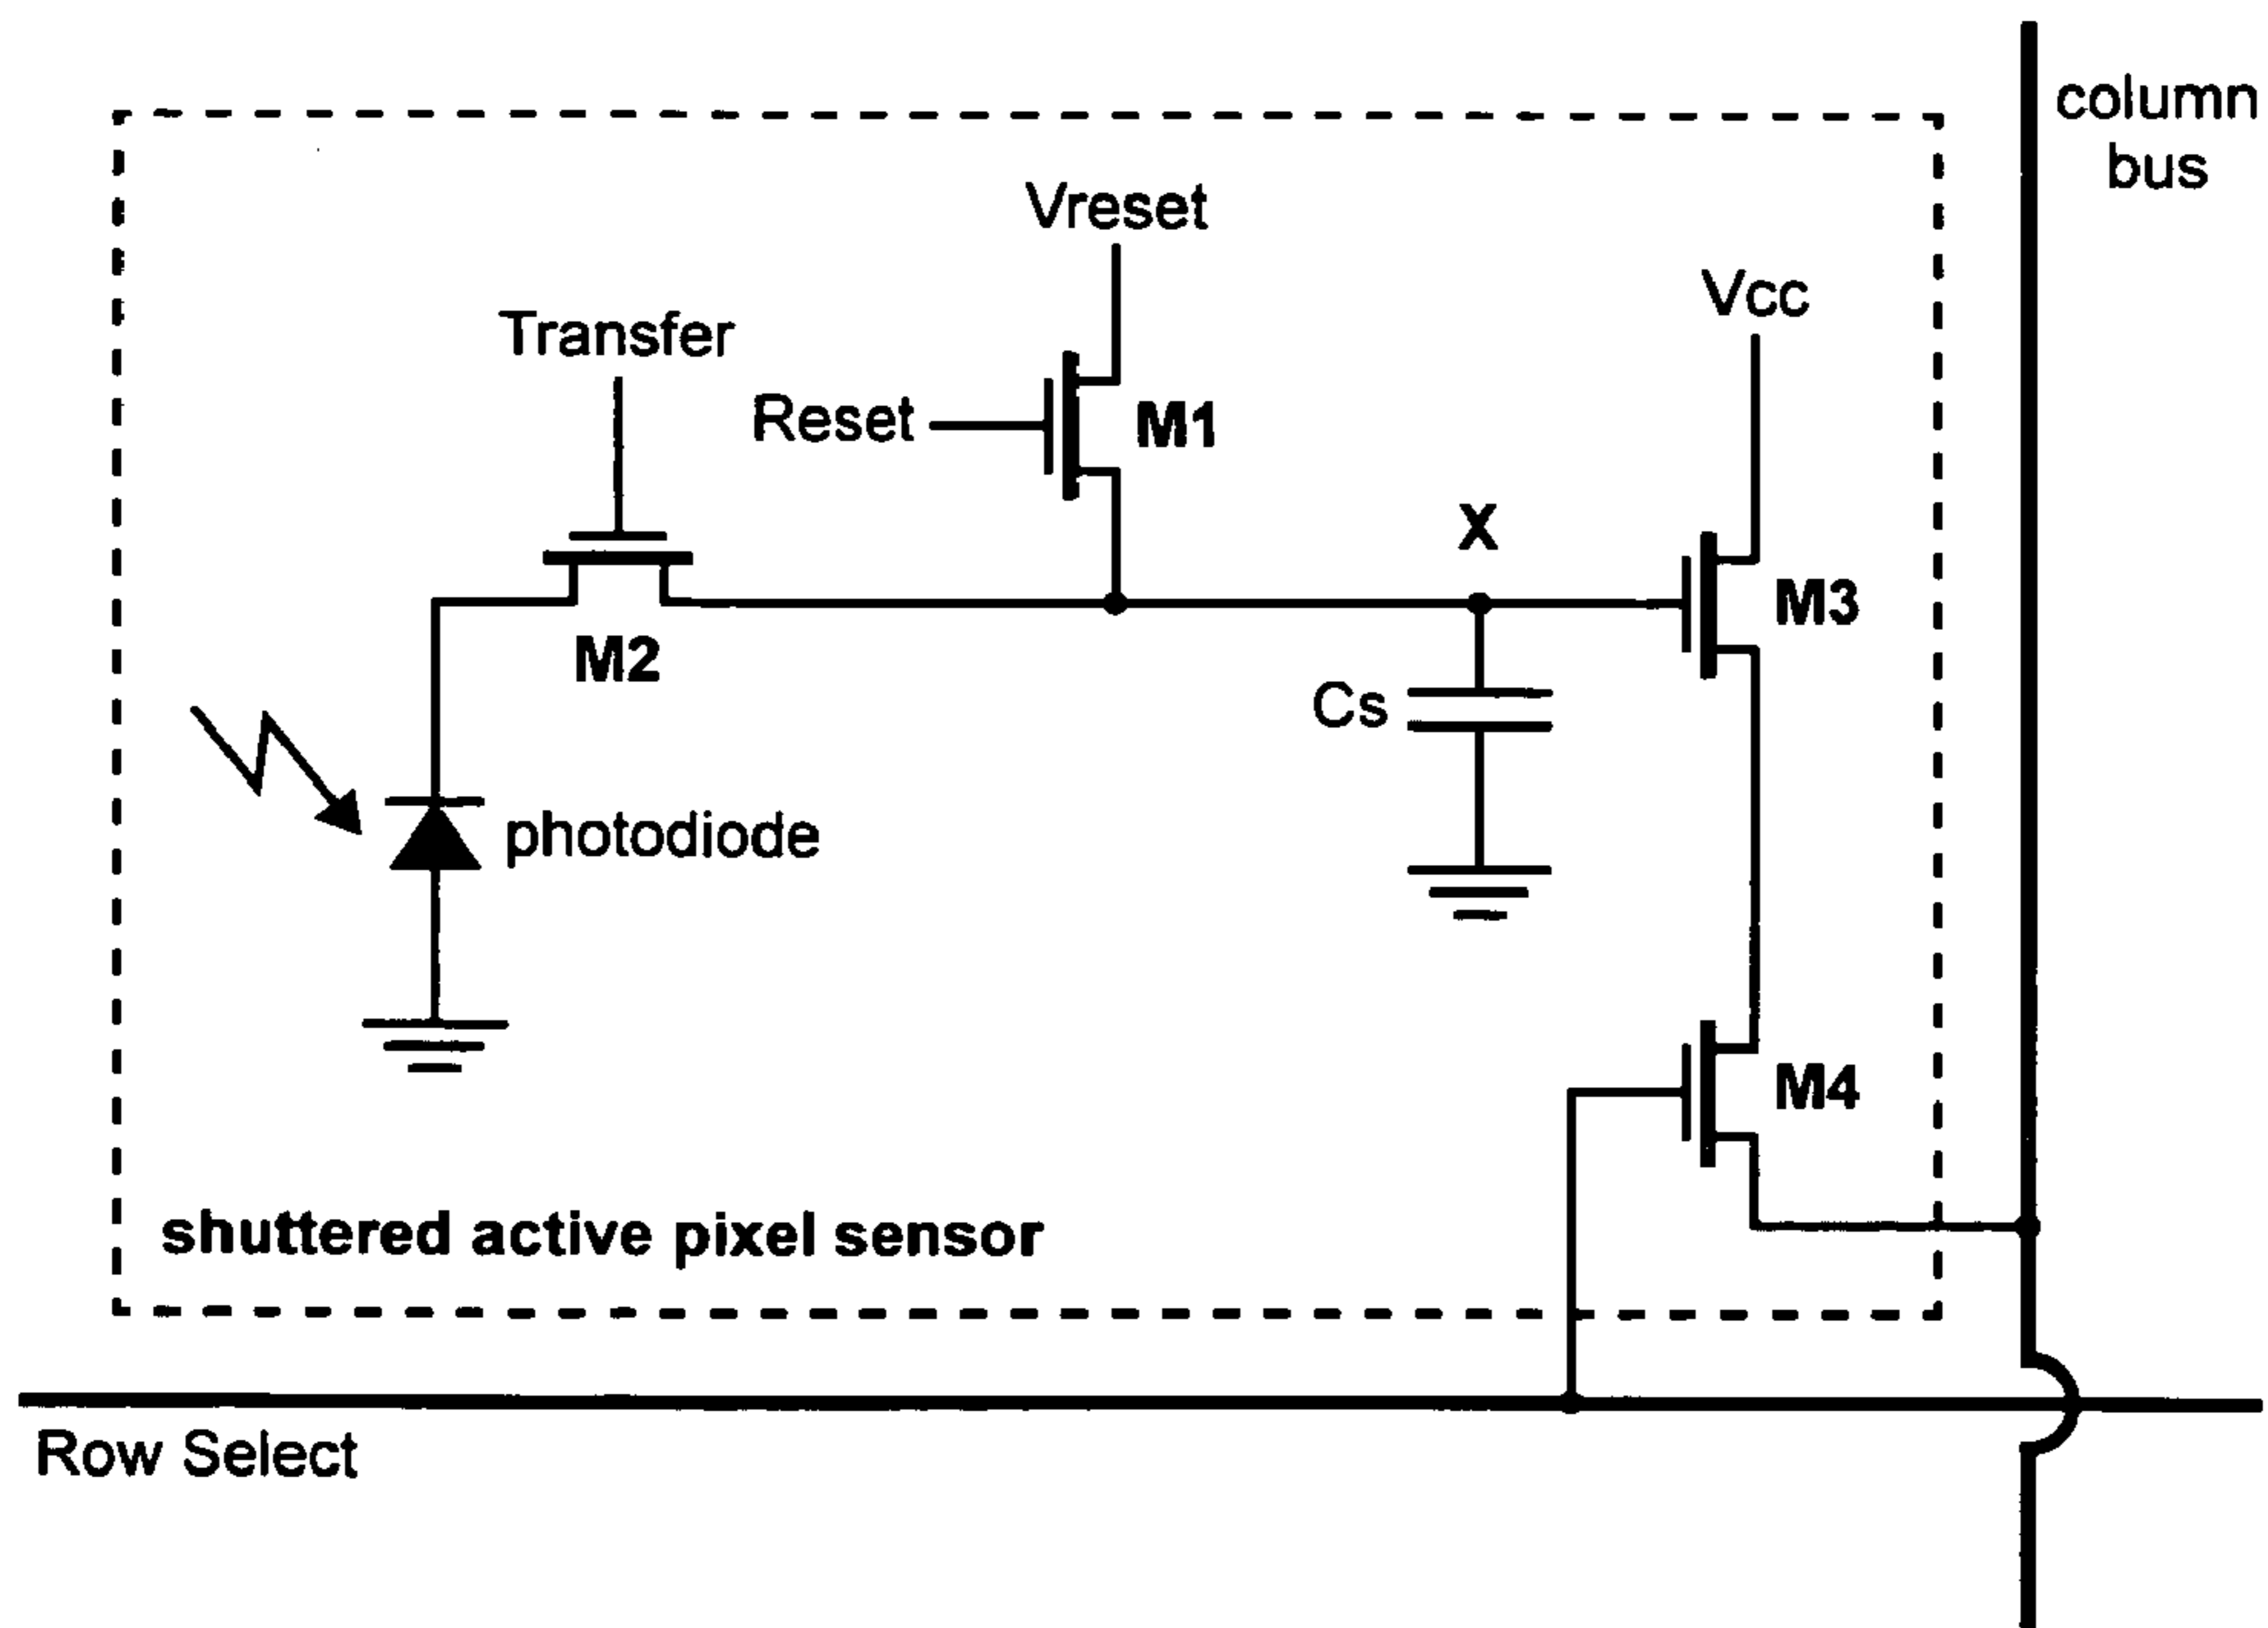 column
bus
Vreset
Vcc
Transfer
Reset
M1
X
M3
M2
Cs
photodiode
M4
shuttered active pixel sensor
Row Select